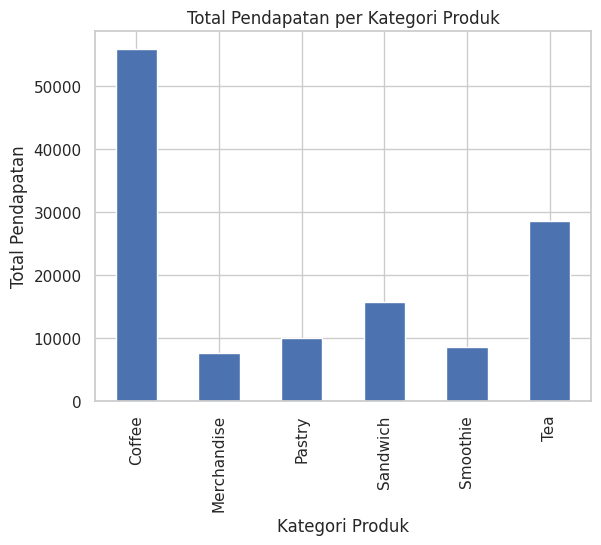 Total Pendapatan per Kategori Produk
Total Pendapatan
50000
40000
30000
20000
10000
0
Coffee
Merchandise
Pastry
Sandwich
Smoothie
Tea
Kategori Produk